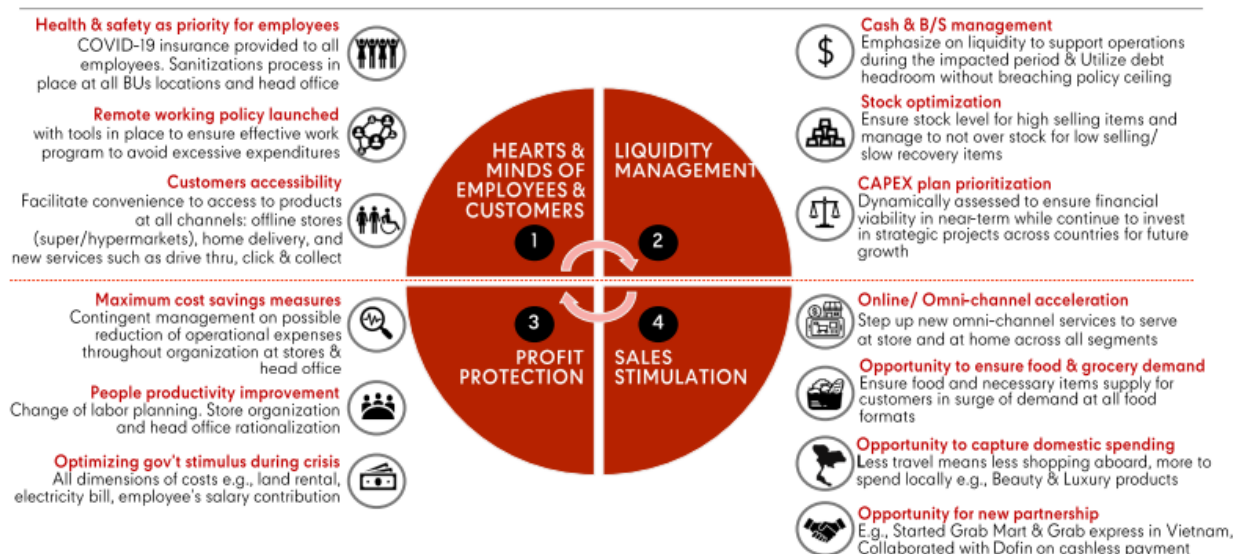 Health & safety as priority for employees
COVID-19 insurance provided to all
employees. Sanitizations process in
place at all BUs locations and head office
Remote working policy launched
with tools in place to ensure effective work
program to avoid excessive expenditures
Customers accessibility
Facilitate convenience to access to products
at all channels: offline stores
(super/hypermarkets), home delivery, and
new services such as drive thru, click & collect
HEARTS &
MINDS OF
EMPLOYEES &
CUSTOMERS
1
LIQUIDITY
MANAGEMENT
2
Cash & B/S management
Emphasize on liquidity to support operations
during the impacted period & Utilize debt
headroom without breaching policy ceiling
Stock optimization
Ensure stock level for high selling items and
manage to not over stock for low selling/
slow recovery items
CAPEX plan prioritization
Dynamically assessed to ensure financial
viability in near-term while continue to invest
in strategic projects across countries for future
growth
Maximum cost savings measures
Contingent management on possible
reduction of operational expenses
throughout organization at stores &
head office
People productivity improvement
Change of labor planning. Store organization
and head office rationalization
Optimizing gov't stimulus during crisis
All dimensions of costs e.g., land rental,
electricity bill, employee's salary contribution
3
PROFIT
PROTECTION
4
SALES
STIMULATION
Online/ Omni-channel acceleration
Step up new omni-channel services to serve
at store and at home across all segments
Opportunity to ensure food & grocery demand
Ensure food and necessary items supply for
customers in surge of demand at all food
formats
Opportunity to capture domestic spending
Less travel means less shopping aboard, more to
spend locally e.g., Beauty & Luxury products
Opportunity for new partnership
E.g., Started Grab Mart & Grab express in Vietnam,
Collaborated with Dofin on cashless payment